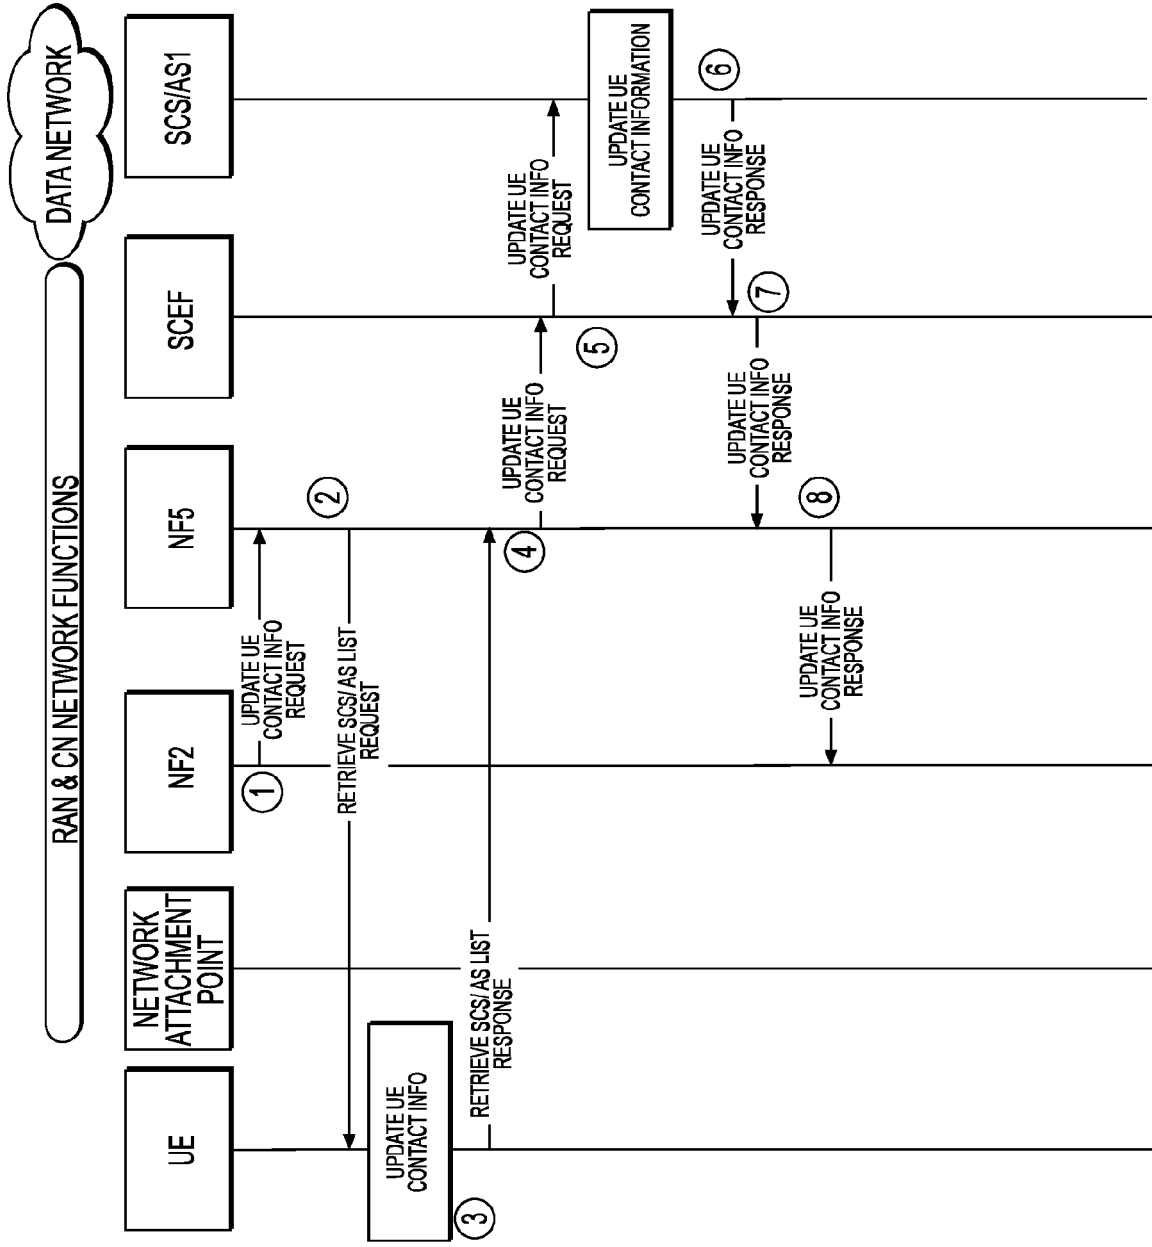 RAN & CN NETWORK FUNCTIONS
DATA NETWORK
UE
NETWORK
ATTACHMENT
POINT
NF2
NF5
SCEF
SCS/AS1
1
UPDATE UE
CONTACT INFO
REQUEST
2
RETRIEVE SCS/AS LIST
REQUEST
UPDATE UE
CONTACT INFO
3
RETRIEVE SCS/AS LIST
RESPONSE
4
UPDATE UE
CONTACT INFO
REQUEST
5
UPDATE UE
CONTACT INFO
REQUEST
UPDATE UE
CONTACT INFORMATION
6
UPDATE UE
CONTACT INFO
RESPONSE
7
UPDATE UE
CONTACT INFO
RESPONSE
8
UPDATE UE
CONTACT INFO
RESPONSE